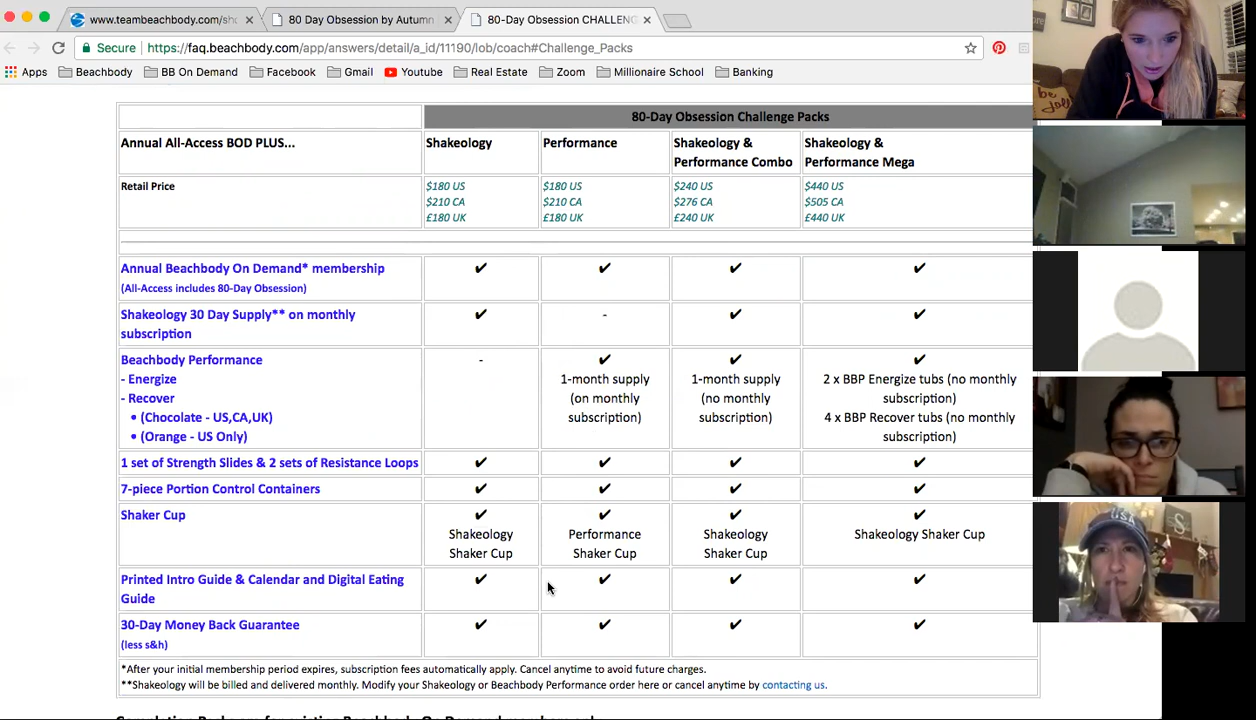 www.teambeachbody.com/sh
80 Day Obsession by Autumn
80-Day Obsession CHALLENG
Secure https://faq.beachbody.com/app/answers/detail/a_id/11190/lob/coach#Challenge_Packs
Apps Beachbody BB On Demand Facebook Gmail Youtube Real Estate Zoom Millionaire School Banking
80-Day Obsession Challenge Packs
Annual All-Access BOD PLUS...
Shakeology
Performance
Shakeology &
Performance Combo
Shakeology &
Performance Mega
Retail Price
$180 US
$210 CA
£180 UK
$180 US
$210 CA
£180 UK
$240 US
$276 CA
£240 UK
$440 US
$505 CA
£440 UK
Annual Beachbody On Demand* membership
(All-Access includes 80-Day Obsession)
✔ ✔ ✔ ✔
Shakeology 30 Day Supply** on monthly
subscription
✔ - ✔ ✔
Beachbody Performance
- Energize
- Recover
• (Chocolate - US,CA,UK)
• (Orange - US Only)
-
✔
1-month supply
(on monthly
subscription)
✔
1-month supply
(no monthly
subscription)
✔
2 x BBP Energize tubs (no monthly
subscription)
4 x BBP Recover tubs (no monthly
subscription)
1 set of Strength Slides & 2 sets of Resistance Loops ✔ ✔ ✔ ✔
7-piece Portion Control Containers ✔ ✔ ✔ ✔
Shaker Cup
✔
Shakeology
Shaker Cup
✔
Performance
Shaker Cup
✔
Shakeology
Shaker Cup
✔
Shakeology Shaker Cup
Printed Intro Guide & Calendar and Digital Eating
Guide
✔ ✔ ✔ ✔
30-Day Money Back Guarantee
(less s&h)
✔ ✔ ✔ ✔
*After your initial membership period expires, subscription fees automatically apply. Cancel anytime to avoid future charges.
**Shakeology will be billed and delivered monthly. Modify your Shakeology or Beachbody Performance order here or cancel anytime by contacting us.
be
USA
S